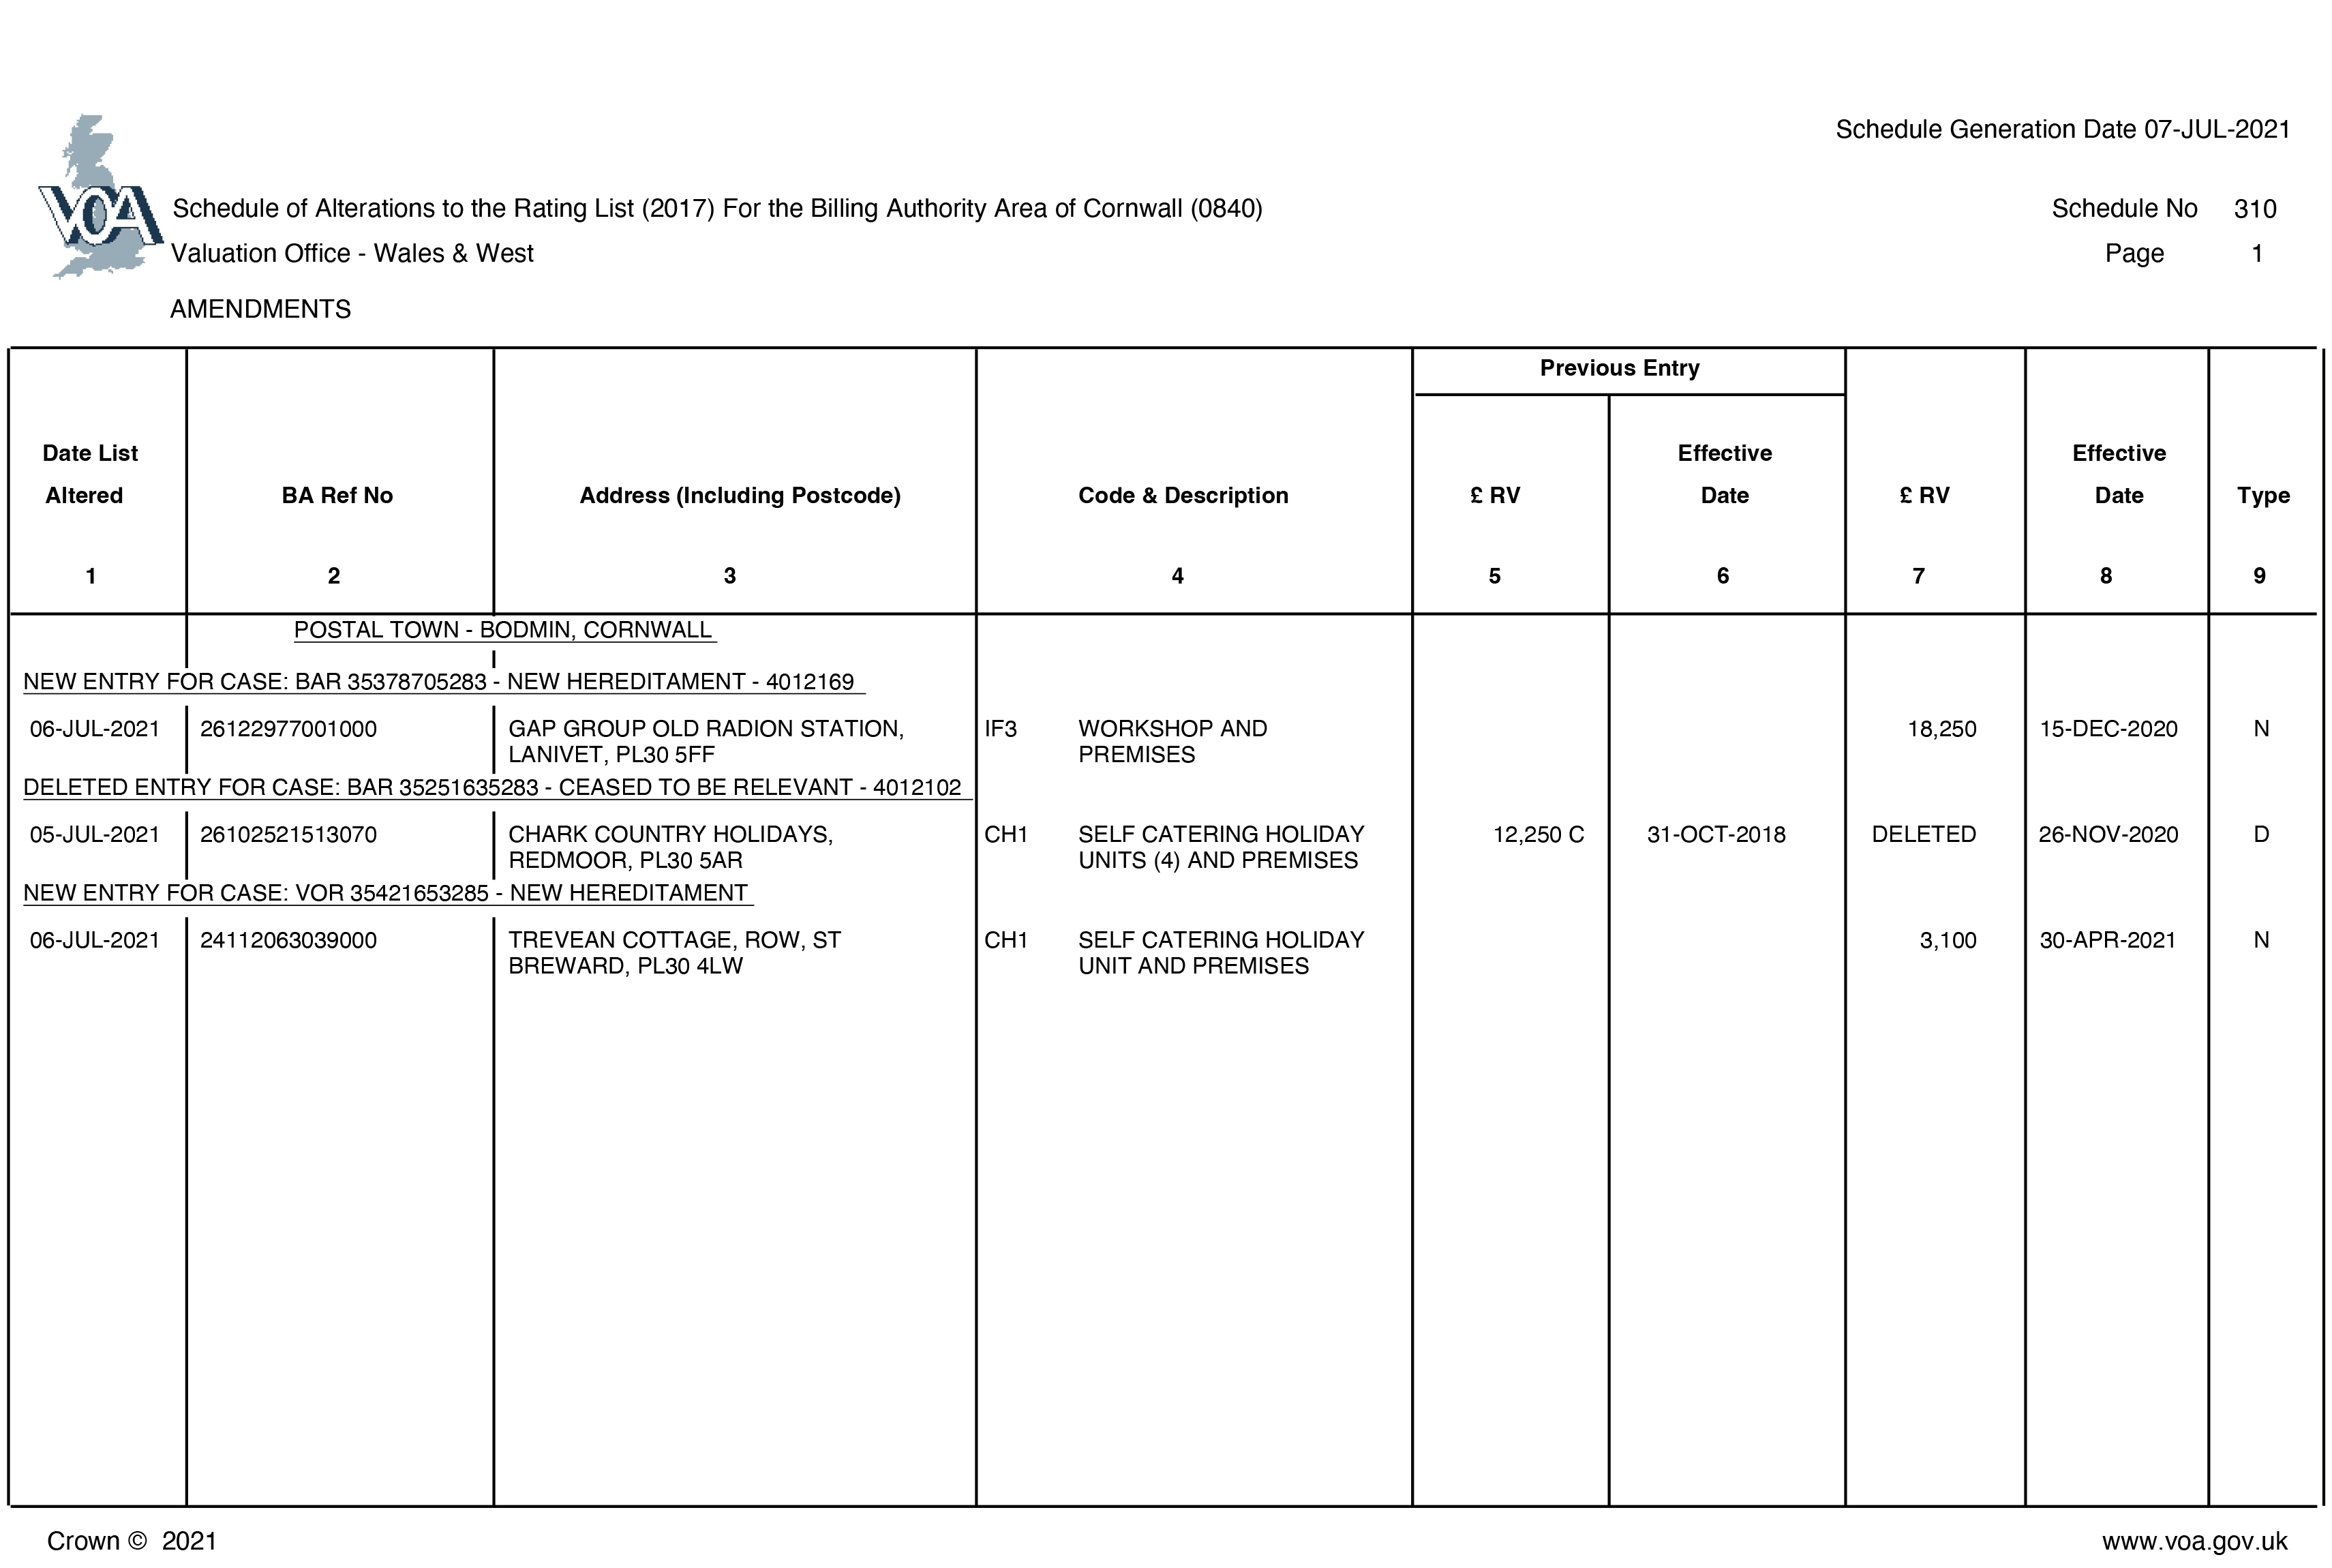 Schedule Generation Date 07-JUL-2021
VOA
Schedule of Alterations to the Rating List (2017) For the Billing Authority Area of Cornwall (0840) Schedule No 310
Valuation Office - Wales & West Page 1
AMENDMENTS
Previous Entry
Date List Effective Effective
Altered BA Ref No Address (Including Postcode) Code & Description £ RV Date £ RV Date Type
1 2 3 4 5 6 7 8 9
POSTAL TOWN - BODMIN, CORNWALL
NEW ENTRY FOR CASE: BAR 35378705283 - NEW HEREDITAMENT - 4012169
06-JUL-2021 26122977001000 GAP GROUP OLD RADION STATION, IF3 WORKSHOP AND 18,250 15-DEC-2020 N
LANIVET, PL30 5FF PREMISES
DELETED ENTRY FOR CASE: BAR 35251635283 - CEASED TO BE RELEVANT - 4012102
05-JUL-2021 26102521513070 CHARK COUNTRY HOLIDAYS, CH1 SELF CATERING HOLIDAY 12,250 C 31-OCT-2018 DELETED 26-NOV-2020 D
REDMOOR, PL30 5AR UNITS (4) AND PREMISES
NEW ENTRY FOR CASE: VOR 35421653285 - NEW HEREDITAMENT
06-JUL-2021 24112063039000 TREVEAN COTTAGE, ROW, ST CH1 SELF CATERING HOLIDAY 3,100 30-APR-2021 N
BREWARD, PL30 4LW UNIT AND PREMISES
Crown © 2021 www.voa.gov.uk